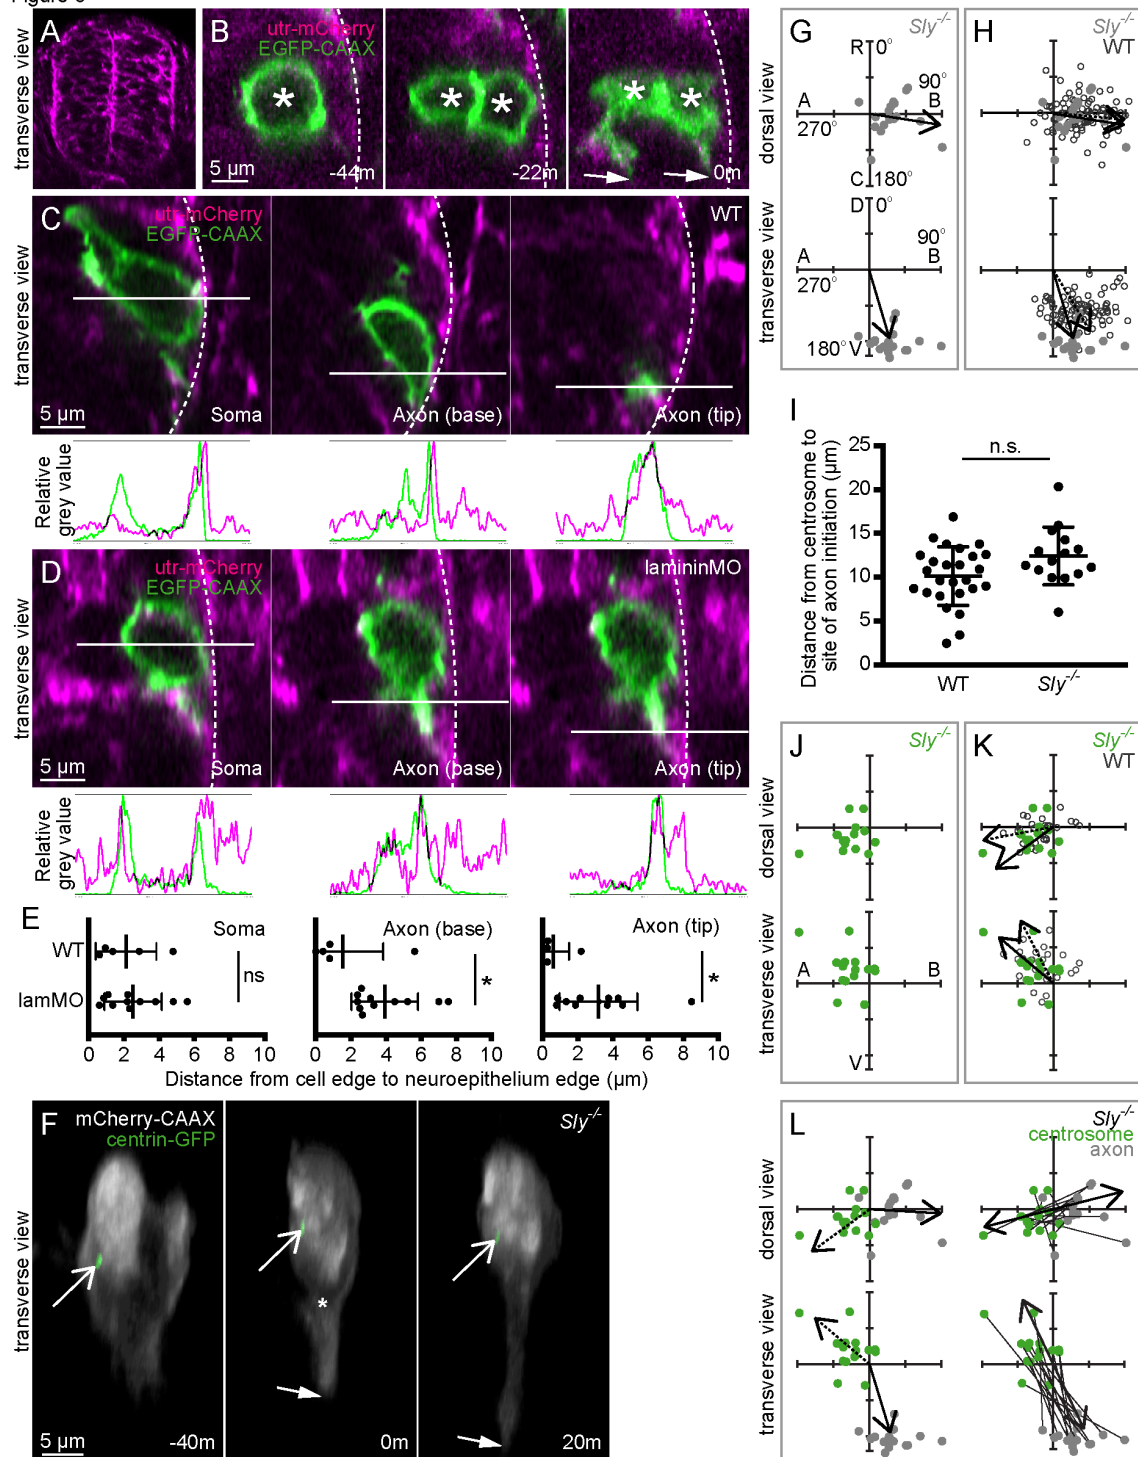 A
transverse view
B
utr-mCherry
EGFP-CAAX
5 µm
-44m
-22m
0m
C
transverse view
utr-mCherry
EGFP-CAAX
WT
5 µm
Soma
Axon (base)
Axon (tip)
Relative
grey value
D
transverse view
utr-mCherry
EGFP-CAAX
lamininMO
5 µm
Soma
Axon (base)
Axon (tip)
Relative
grey value
E
WT
lamMO
Soma
ns
Axon (base)
*
Axon (tip)
*
0 2 4 6 8 10
0 2 4 6 8 10
0 2 4 6 8 10
Distance from cell edge to neuroepithelium edge (µm)
F
transverse view
mCherry-CAAX
centrin-GFP
Sly-/-
5 µm
-40m
0m
20m
G
Sly-/-
dorsal view
R 0°
90°
A
B
270°
C 180°
transverse view
D 0°
90°
A
B
270°
180° V
H
Sly-/-
WT
I
Distance from centrosome to
site of axon initiation (µm)
25
20
15
10
5
0
n.s.
WT
Sly-/-
J
Sly-/-
dorsal view
transverse view
A
B
V
K
Sly-/-
WT
L
Sly-/-
centrosome
axon
dorsal view
transverse view